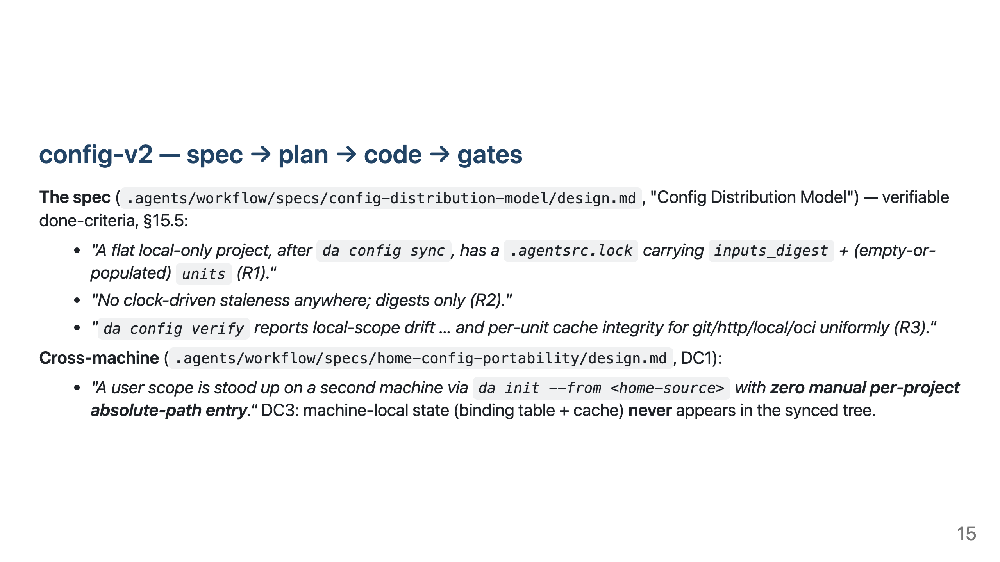 config-v2 — spec → plan → code → gates
The spec (.agents/workflow/specs/config-distribution-model/design.md, "Config Distribution Model") — verifiable
done-criteria, §15.5:
• "A flat local-only project, after da config sync, has a .agentsrc.lock carrying inputs_digest + (empty-or-
populated) units (R1)."
• "No clock-driven staleness anywhere; digests only (R2)."
• "da config verify reports local-scope drift ... and per-unit cache integrity for git/http/local/oci uniformly (R3)."
Cross-machine (.agents/workflow/specs/home-config-portability/design.md, DC1):
• "A user scope is stood up on a second machine via da init --from <home-source> with zero manual per-project
absolute-path entry." DC3: machine-local state (binding table + cache) never appears in the synced tree.
15